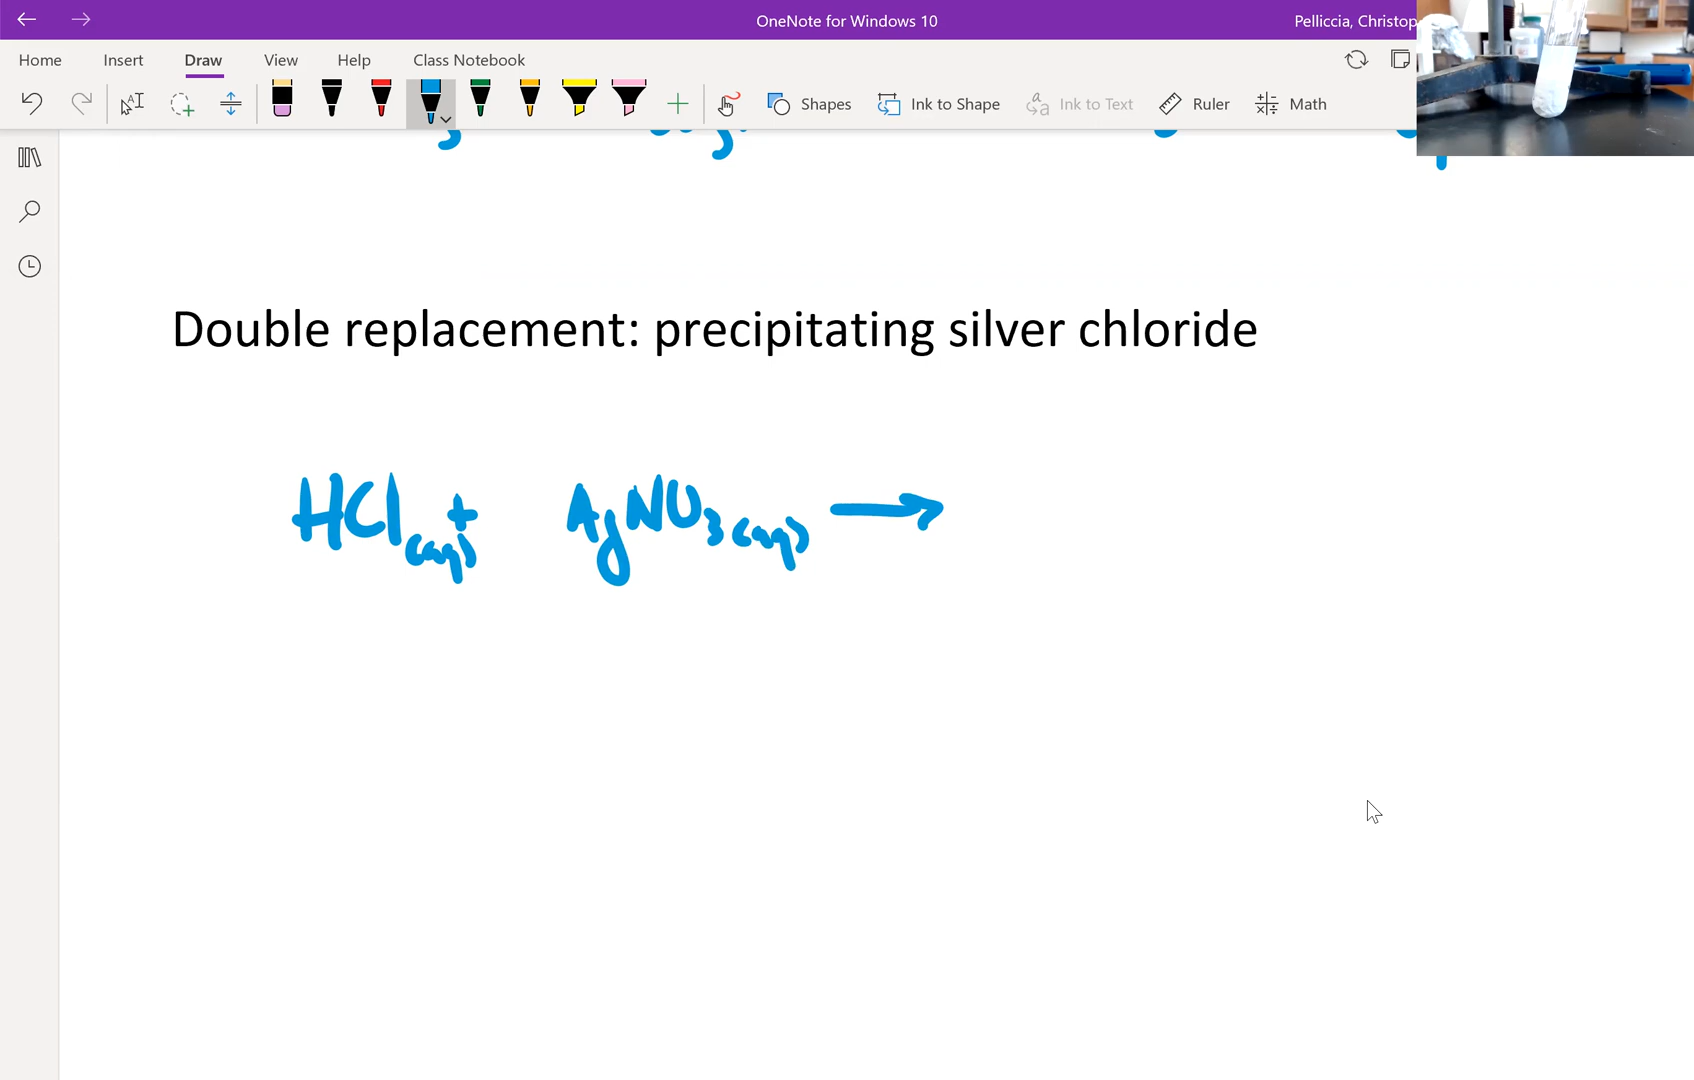 OneNote for Windows 10
Pelliccia, Christop
Home Insert Draw View Help Class Notebook
Shapes Ink to Shape Ink to Text Ruler Math
Double replacement: precipitating silver chloride
HCl(aq) + AgNO3(aq) →